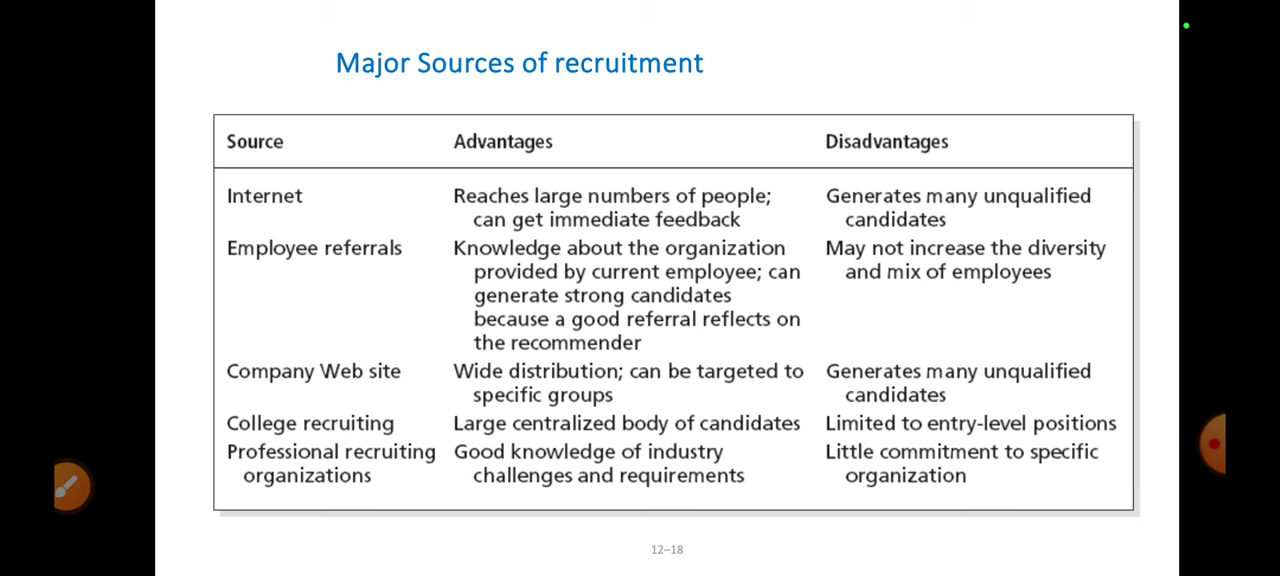 Major Sources of recruitment
Source Advantages Disadvantages
Internet Reaches large numbers of people; Generates many unqualified
can get immediate feedback candidates
Employee referrals Knowledge about the organization May not increase the diversity
provided by current employee; can and mix of employees
generate strong candidates
because a good referral reflects on
the recommender
Company Web site Wide distribution; can be targeted to Generates many unqualified
specific groups candidates
College recruiting Large centralized body of candidates Limited to entry-level positions
Professional recruiting Good knowledge of industry Little commitment to specific
organizations challenges and requirements organization
12–18